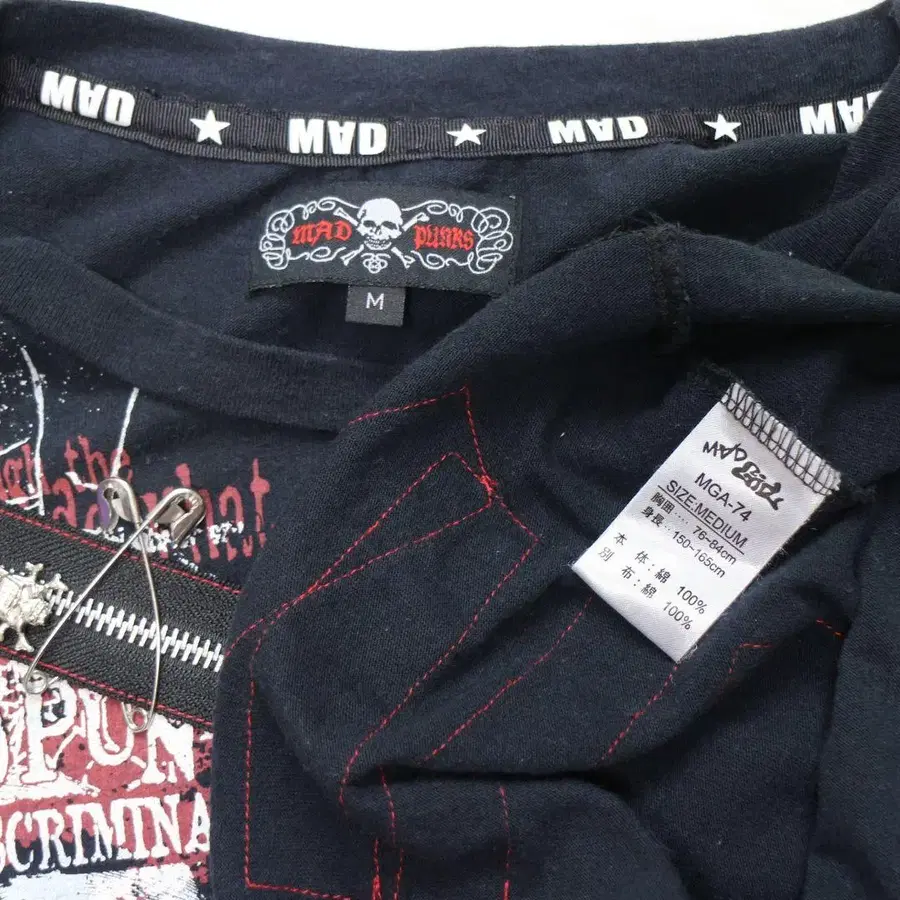 MAD ★ MAD ★ MAD ★ MAD
MAD PUNKS
M
the
MAD GIRL
MGA-74
SIZE:MEDIUM
胸囲‥‥ 76-84cm
身長‥150-165cm
本 体:綿 100%
別 布:綿 100%
PUN
SCRIMINA